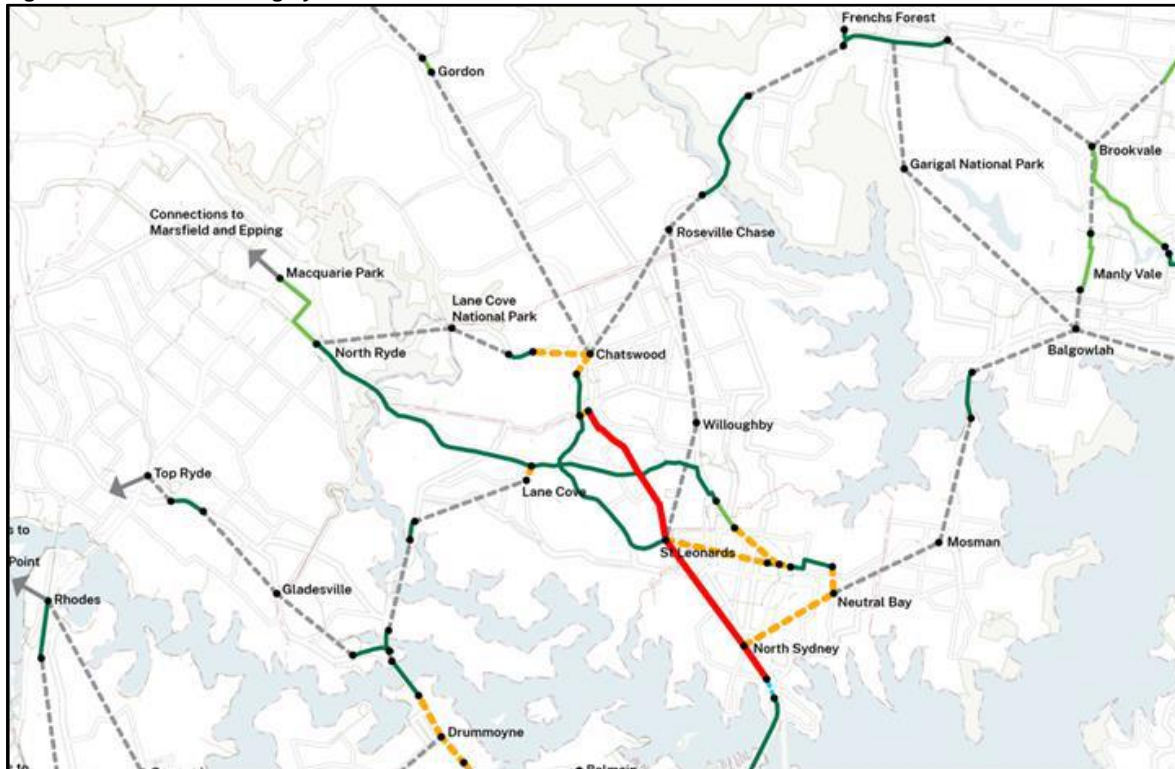 Frenchs Forest
Gordon
Brookvale
Garigal National Park
Connections to
Marsfield and Epping
Roseville Chase
Macquarie Park
Manly Vale
Lane Cove
National Park
North Ryde
Chatswood
Balgowlah
Willoughby
Top Ryde
Lane Cove
s to
St Leonards
Mosman
Point
Rhodes
Gladesville
Neutral Bay
North Sydney
Drummoyne